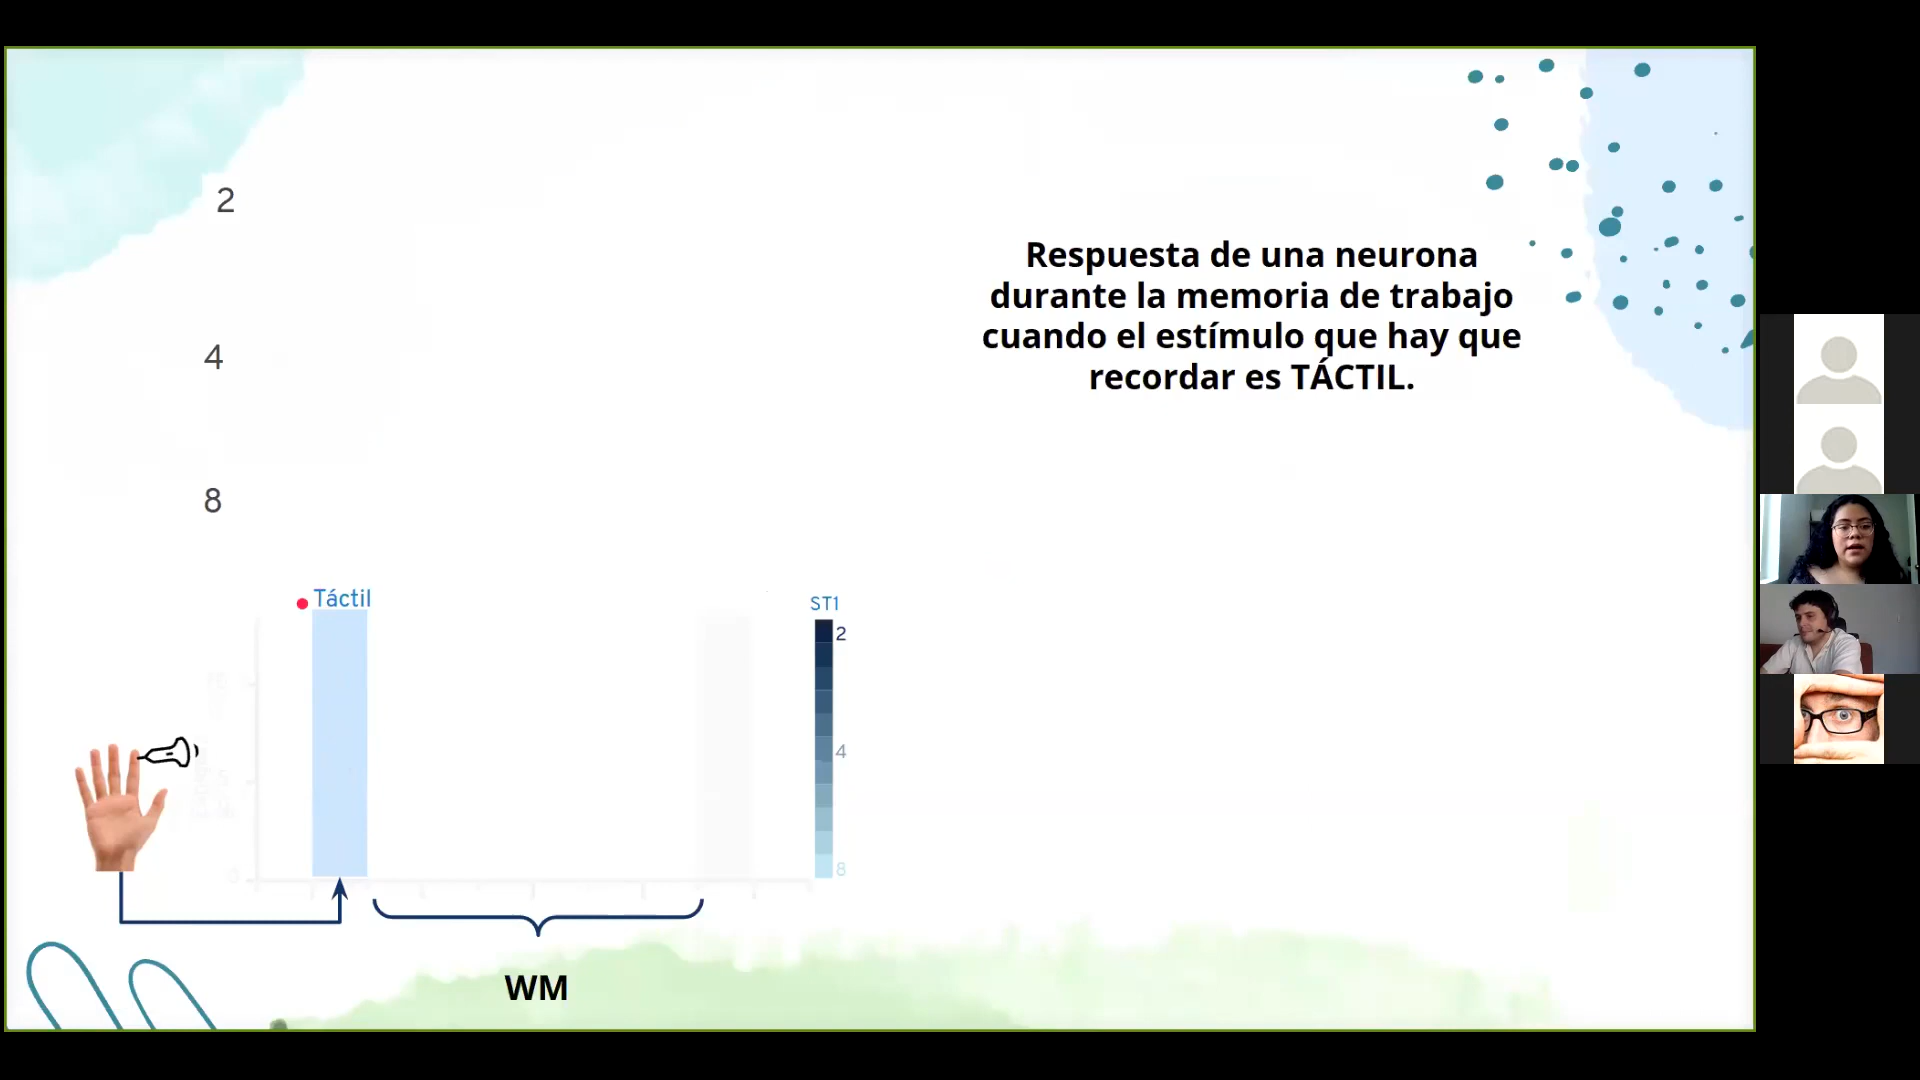 2
4
8
Respuesta de una neurona
durante la memoria de trabajo
cuando el estímulo que hay que
recordar es TÁCTIL.
Táctil
ST1
2
4
8
WM